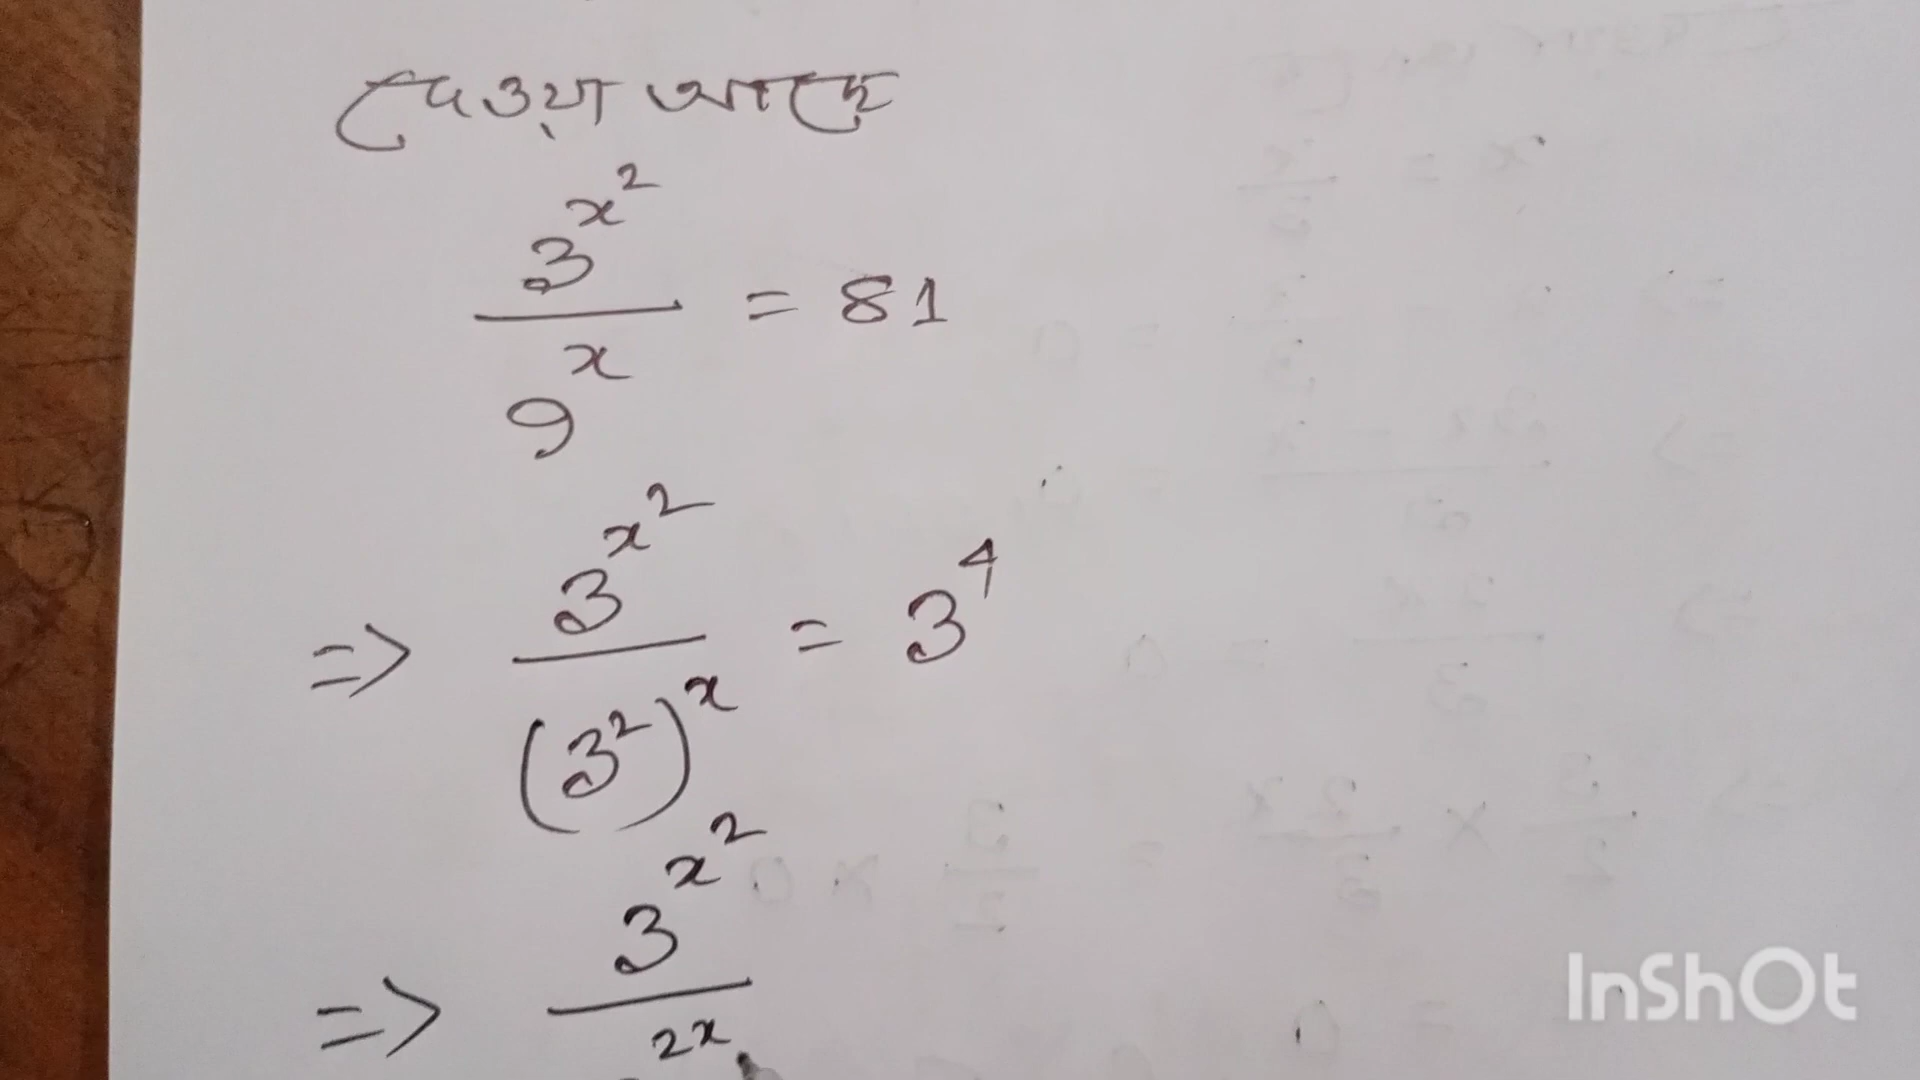 দেওয়া আছে
3^x^2 / 9^x = 81
=> 3^x^2 / (3^2)^x = 3^4
=> 3^x^2 / 2x
InShOt